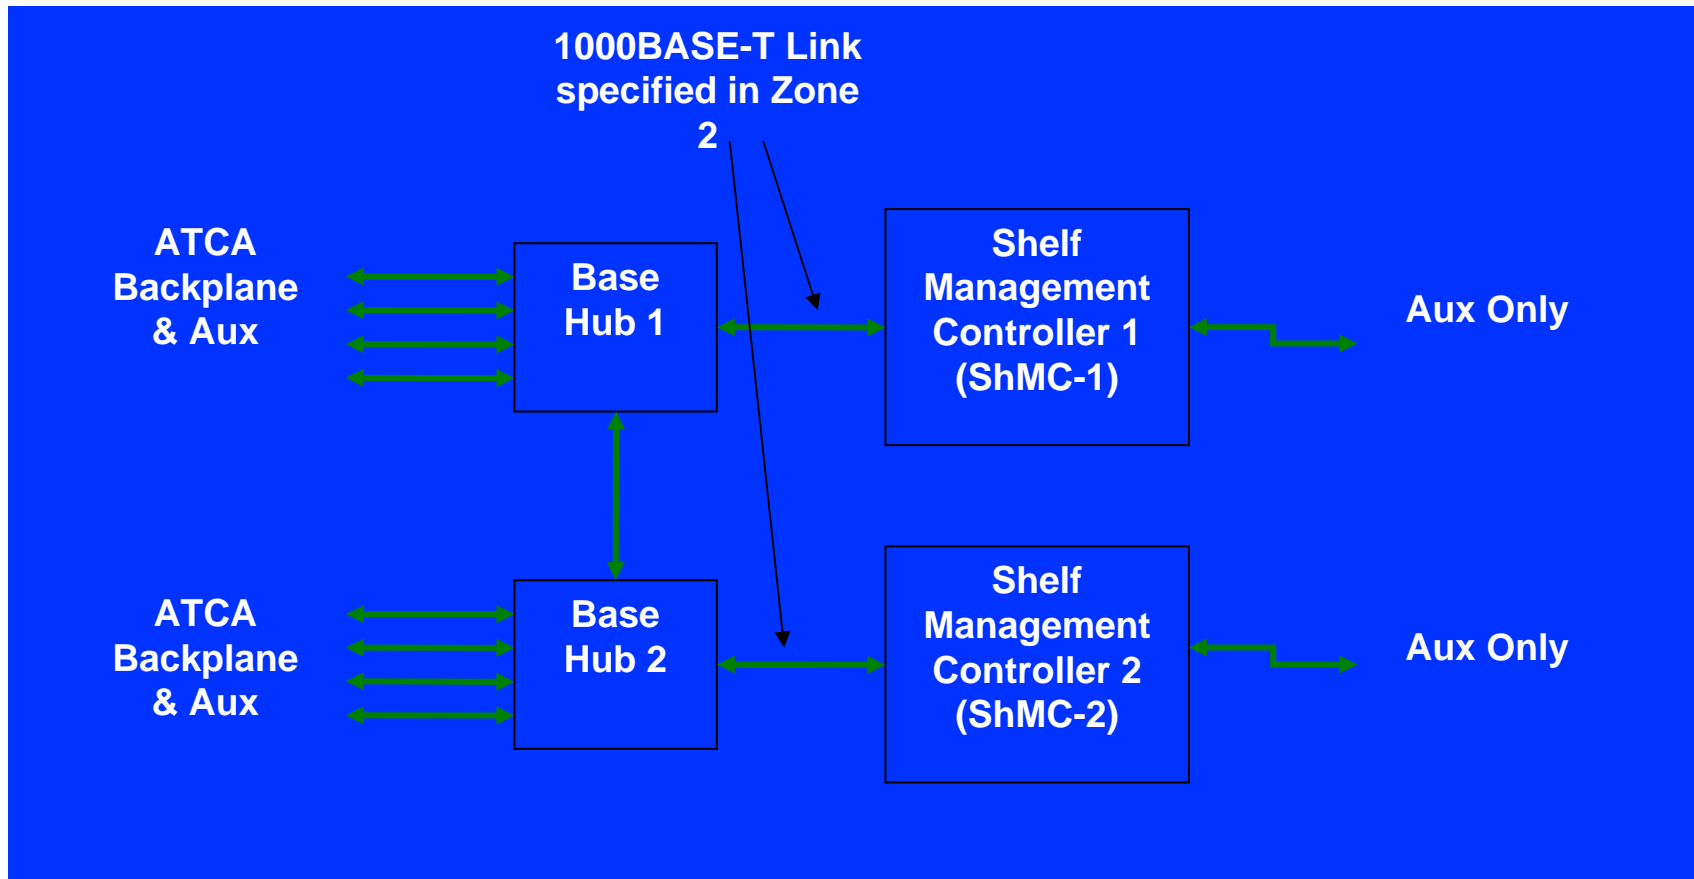 1000BASE-T Link
specified in Zone
2
ATCA
Backplane
& Aux
Base
Hub 1
Shelf
Management
Controller 1
(ShMC-1)
Aux Only
ATCA
Backplane
& Aux
Base
Hub 2
Shelf
Management
Controller 2
(ShMC-2)
Aux Only